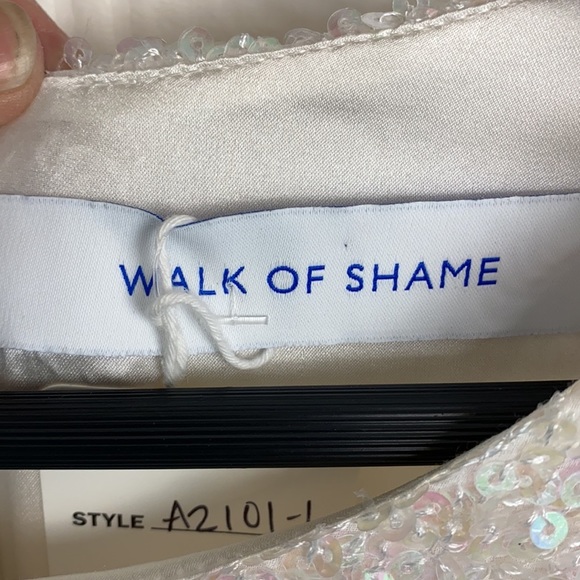 WALK OF SHAME
STYLE A2101-1